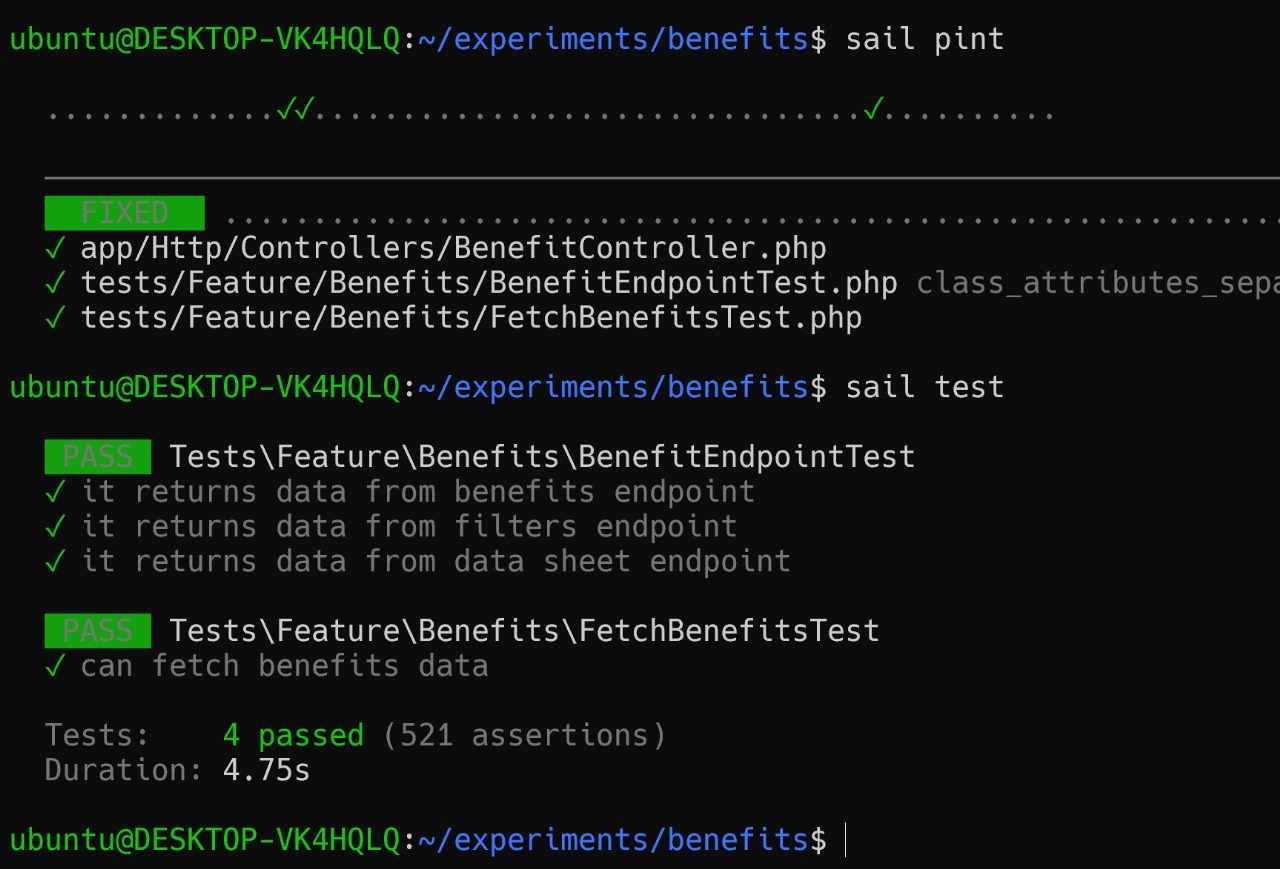 ubuntu@DESKTOP-VK4HQLQ:~/experiments/benefits$ sail pint
.............✓✓...............................✓..........
FIXED ............................................................
✓ app/Http/Controllers/BenefitController.php
✓ tests/Feature/Benefits/BenefitEndpointTest.php class_attributes_sepa
✓ tests/Feature/Benefits/FetchBenefitsTest.php
ubuntu@DESKTOP-VK4HQLQ:~/experiments/benefits$ sail test
PASS Tests\Feature\Benefits\BenefitEndpointTest
✓ it returns data from benefits endpoint
✓ it returns data from filters endpoint
✓ it returns data from data sheet endpoint
PASS Tests\Feature\Benefits\FetchBenefitsTest
✓ can fetch benefits data
Tests: 4 passed (521 assertions)
Duration: 4.75s
ubuntu@DESKTOP-VK4HQLQ:~/experiments/benefits$